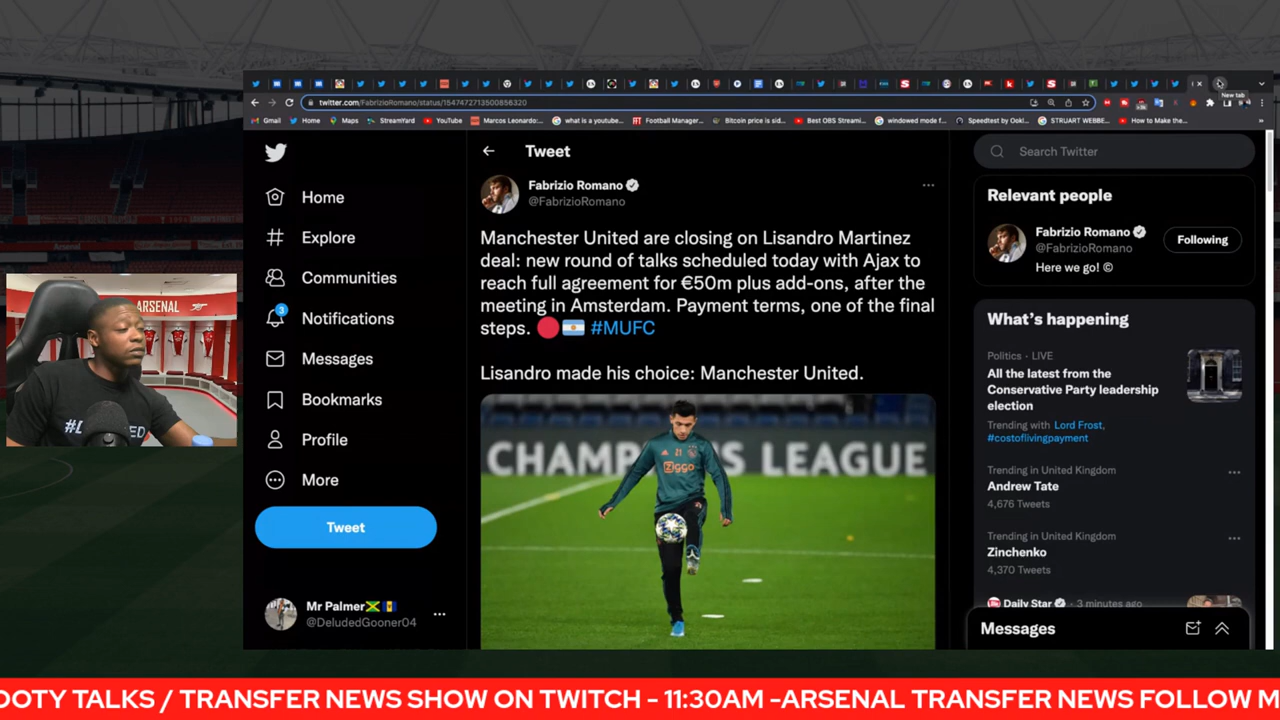 New tab
twitter.com/FabrizioRomano/status/1547472713500856320
Gmail
Home
Maps
StreamYard
YouTube
Marcos Leonardo:...
what is a youtube...
Football Manager...
Bitcoin price is sid...
Best OBS Streami...
windowed mode f...
Speedtest by Ookl...
STRUART WEBBE...
How to Make the...
»
Tweet
Search Twitter
Fabrizio Romano
@FabrizioRomano
Manchester United are closing on Lisandro Martinez
deal: new round of talks scheduled today with Ajax to
reach full agreement for €50m plus add-ons, after the
meeting in Amsterdam. Payment terms, one of the final
steps. 🔴🇦🇷 #MUFC
Lisandro made his choice: Manchester United.
CHAMPIONS LEAGUE
Ziggo
Home
Explore
Communities
3
Notifications
Messages
Bookmarks
Profile
More
Tweet
Mr Palmer🇯🇲🇧🇧
@DeludedGooner04
Relevant people
Fabrizio Romano
@FabrizioRomano
Following
Here we go! ©
What's happening
Politics · LIVE
All the latest from the
Conservative Party leadership
election
Trending with Lord Frost,
#costoflivingpayment
Trending in United Kingdom
Andrew Tate
4,676 Tweets
Trending in United Kingdom
Zinchenko
4,370 Tweets
Daily Star · 3 minutes ago
Messages
ARSENAL
OOTY TALKS / TRANSFER NEWS SHOW ON TWITCH - 11:30AM -ARSENAL TRANSFER NEWS FOLLOW M